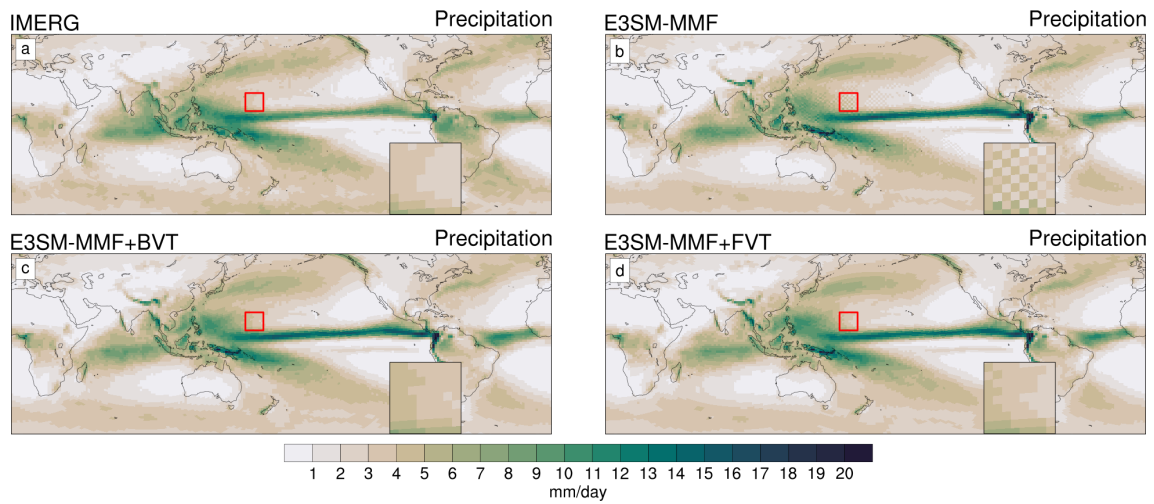 IMERG Precipitation
a
E3SM-MMF Precipitation
b
E3SM-MMF+BVT Precipitation
c
E3SM-MMF+FVT Precipitation
d
1 2 3 4 5 6 7 8 9 10 11 12 13 14 15 16 17 18 19 20
mm/day